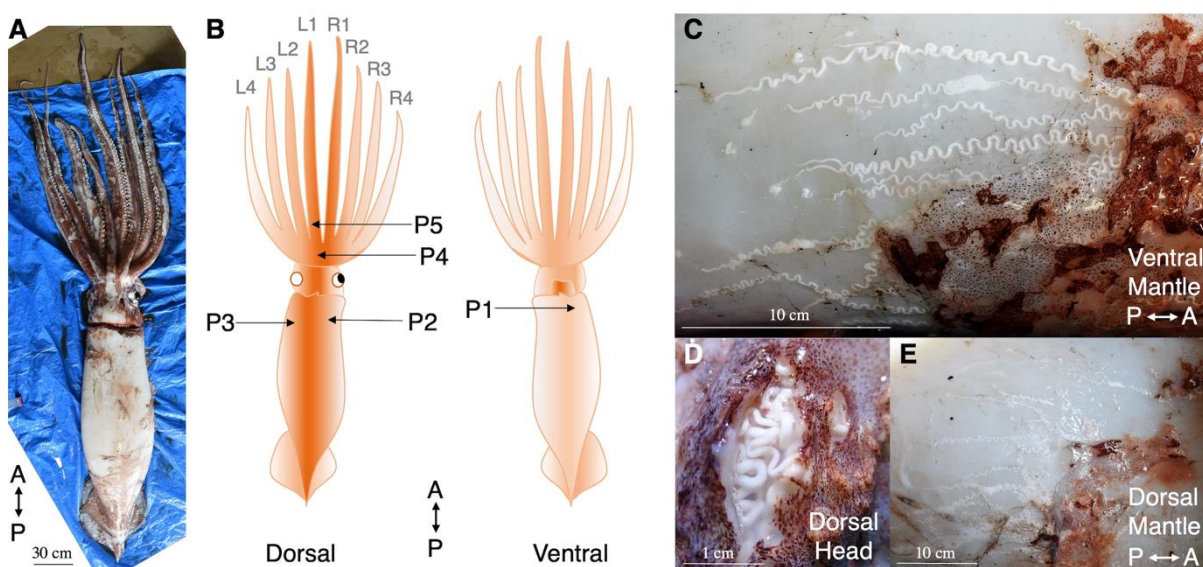 A
A
P
30 cm
B
L1 R1
L2 R2
L3 R3
L4 R4
P5
P4
P3 P2
P1
A
P
Dorsal Ventral
C
10 cm
Ventral
Mantle
P A
D
1 cm
Dorsal
Head
E
10 cm
Dorsal
Mantle
P A